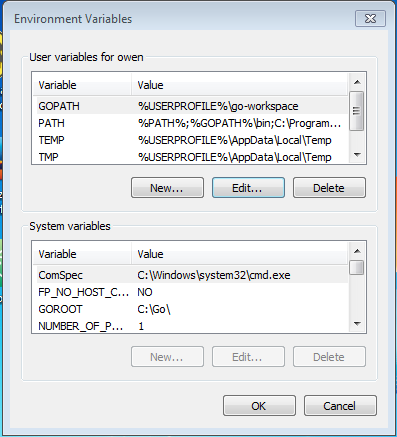 Environment Variables
User variables for owen
Variable Value
GOPATH %USERPROFILE%\go-workspace
PATH %PATH%;%GOPATH%\bin;C:\Program...
TEMP %USERPROFILE%\AppData\Local\Temp
TMP %USERPROFILE%\AppData\Local\Temp
New... Edit... Delete
System variables
Variable Value
ComSpec C:\Windows\system32\cmd.exe
FP_NO_HOST_C... NO
GOROOT C:\Go\
NUMBER_OF_P... 1
New... Edit... Delete
OK Cancel